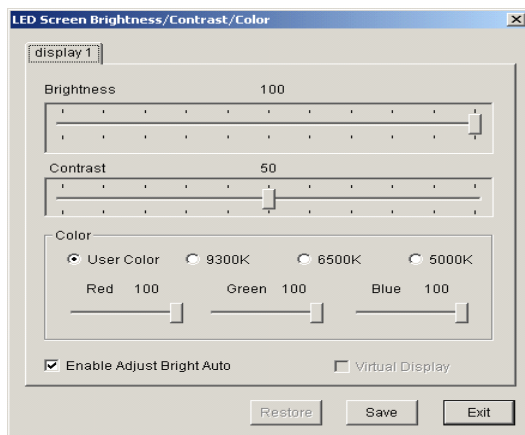 LED Screen Brightness/Contrast/Color
display 1
Brightness 100
Contrast 50
Color
User Color 9300K 6500K 5000K
Red 100 Green 100 Blue 100
Enable Adjust Bright Auto Virtual Display
Restore Save Exit